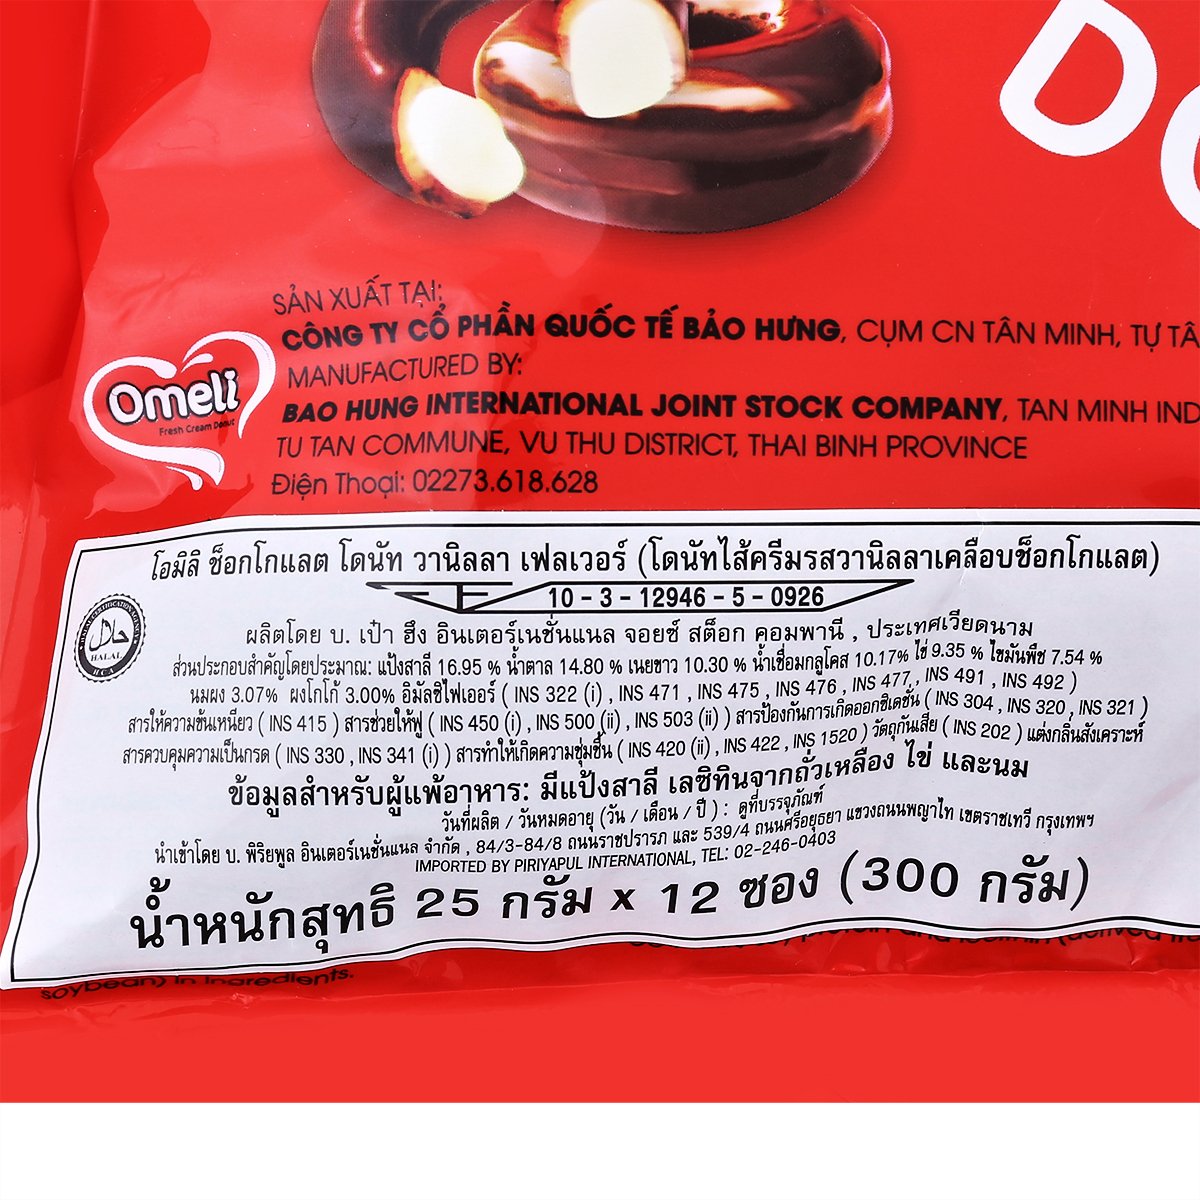 DO
SẢN XUẤT TẠI:
CÔNG TY CỔ PHẦN QUỐC TẾ BẢO HƯNG, CỤM CN TÂN MINH, TỰ TÂ
MANUFACTURED BY:
BAO HUNG INTERNATIONAL JOINT STOCK COMPANY, TAN MINH IND
TU TAN COMMUNE, VU THU DISTRICT, THAI BINH PROVINCE
Điện Thoại: 02273.618.628
Omeli
Fresh Cream Donut
โอมิลิ ช็อกโกแลต โดนัท วานิลลา เฟลเวอร์ (โดนัทไส้ครีมรสวานิลลาเคลือบช็อกโกแลต)
10 - 3 - 12946 - 5 - 0926
HALAL
ผลิตโดย บ. เป๋า ฮึง อินเตอร์เนชั่นแนล จอยซ์ สต็อก คอมพานี , ประเทศเวียดนาม
ส่วนประกอบสำคัญโดยประมาณ: แป้งสาลี 16.95 % น้ำตาล 14.80 % เนยขาว 10.30 % น้ำเชื่อมกลูโคส 10.17% ไข่ 9.35 % ไขมันพืช 7.54 %
นมผง 3.07% ผงโกโก้ 3.00% อิมัลซิไฟเออร์ ( INS 322 (i) , INS 471 , INS 475 , INS 476 , INS 477 , INS 491 , INS 492 )
สารให้ความข้นเหนียว ( INS 415 ) สารช่วยให้ฟู ( INS 450 (i) , INS 500 (ii) , INS 503 (ii) ) สารป้องกันการเกิดออกซิเดชั่น ( INS 304 , INS 320 , INS 321 )
สารควบคุมความเป็นกรด ( INS 330 , INS 341 (i) ) สารทำให้เกิดความชุ่มชื้น ( INS 420 (ii) , INS 422 , INS 1520 ) วัตถุกันเสีย ( INS 202 ) แต่งกลิ่นสังเคราะห์
ข้อมูลสำหรับผู้แพ้อาหาร: มีแป้งสาลี เลซิทินจากถั่วเหลือง ไข่ และนม
วันที่ผลิต / วันหมดอายุ (วัน / เดือน / ปี ) : ดูที่บรรจุภัณฑ์
นำเข้าโดย บ. พิริยพูล อินเตอร์เนชั่นแนล จำกัด , 84/3-84/8 ถนนราชปรารภ และ 539/4 ถนนศรีอยุธยา แขวงถนนพญาไท เขตราชเทวี กรุงเทพฯ
IMPORTED BY PIRIYAPUL INTERNATIONAL, TEL: 02-246-0403
น้ำหนักสุทธิ 25 กรัม x 12 ซอง (300 กรัม)
soybean) in ingredients.